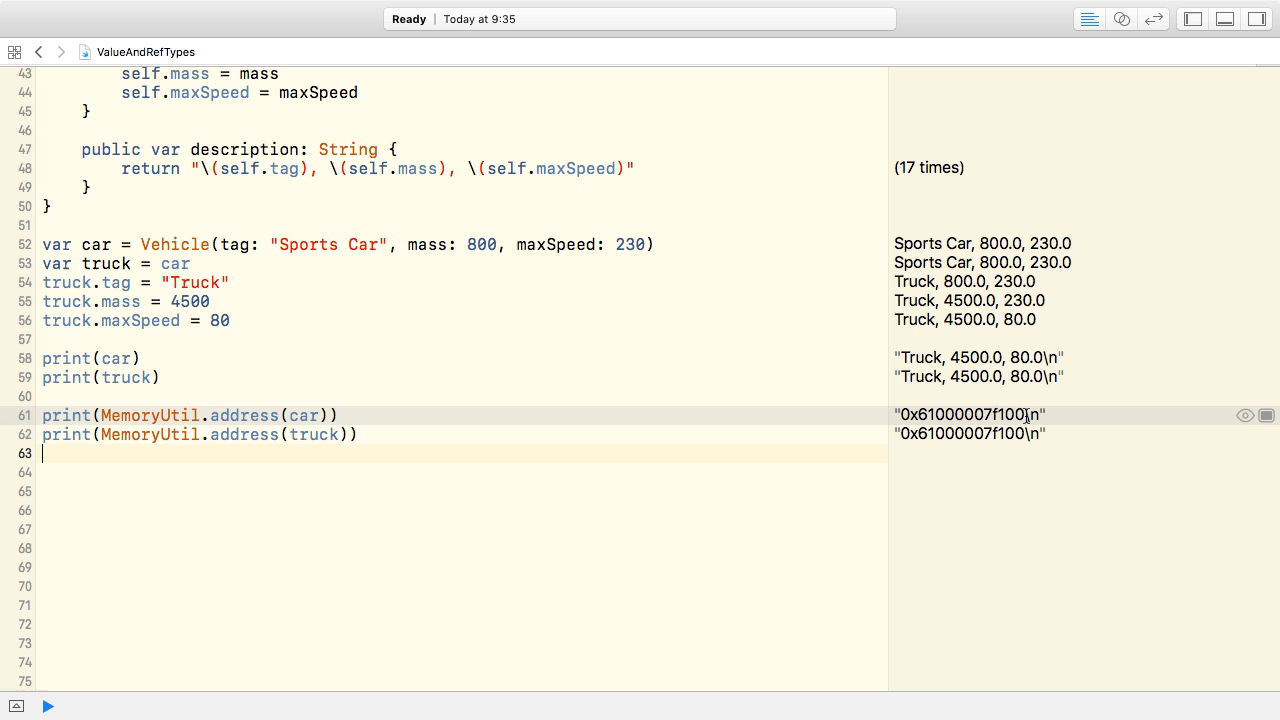 Ready | Today at 9:35
ValueAndRefTypes
43 self.mass = mass
44 self.maxSpeed = maxSpeed
45 }
46
47 public var description: String {
48 return "\(self.tag), \(self.mass), \(self.maxSpeed)" (17 times)
49 }
50 }
51
52 var car = Vehicle(tag: "Sports Car", mass: 800, maxSpeed: 230) Sports Car, 800.0, 230.0
53 var truck = car Sports Car, 800.0, 230.0
54 truck.tag = "Truck" Truck, 800.0, 230.0
55 truck.mass = 4500 Truck, 4500.0, 230.0
56 truck.maxSpeed = 80 Truck, 4500.0, 80.0
57
58 print(car) "Truck, 4500.0, 80.0\n"
59 print(truck) "Truck, 4500.0, 80.0\n"
60
61 print(MemoryUtil.address(car)) "0x61000007f100\n"
62 print(MemoryUtil.address(truck)) "0x61000007f100\n"
63
64
65
66
67
68
69
70
71
72
73
74
75